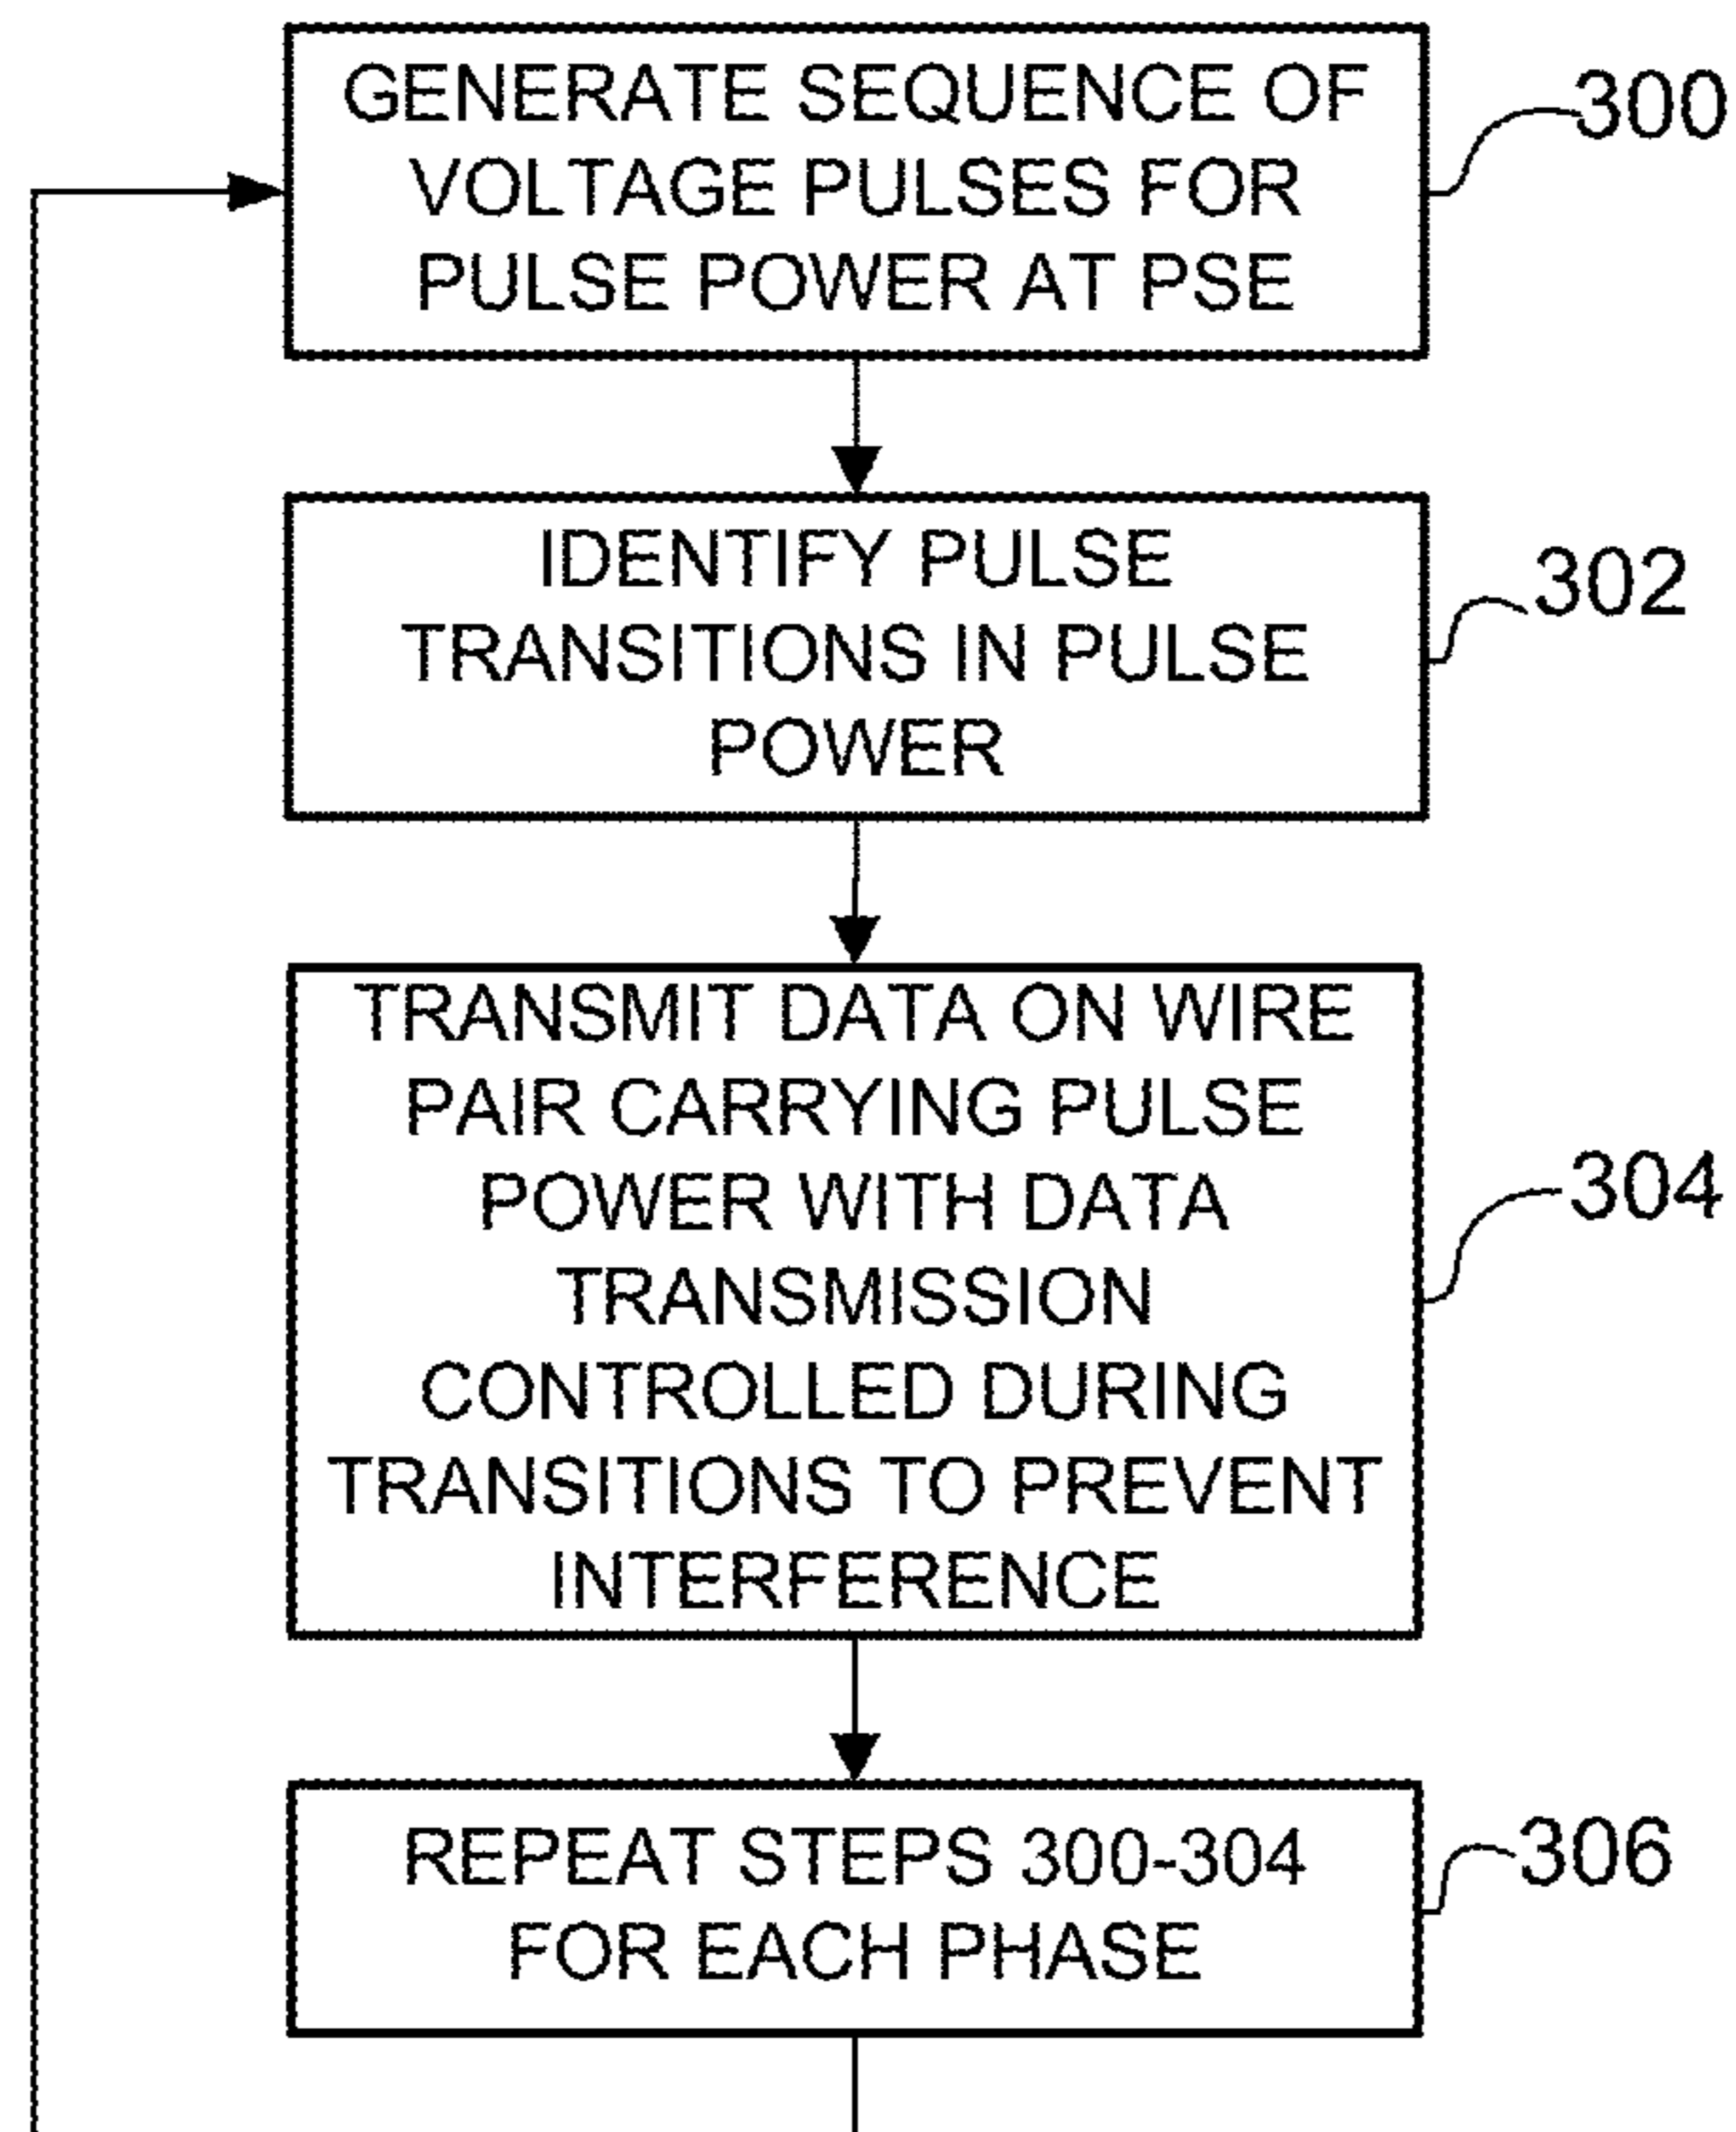 GENERATE SEQUENCE OF
VOLTAGE PULSES FOR
PULSE POWER AT PSE
300
IDENTIFY PULSE
TRANSITIONS IN PULSE
POWER
302
TRANSMIT DATA ON WIRE
PAIR CARRYING PULSE
POWER WITH DATA
TRANSMISSION
CONTROLLED DURING
TRANSITIONS TO PREVENT
INTERFERENCE
304
REPEAT STEPS 300-304
FOR EACH PHASE
306